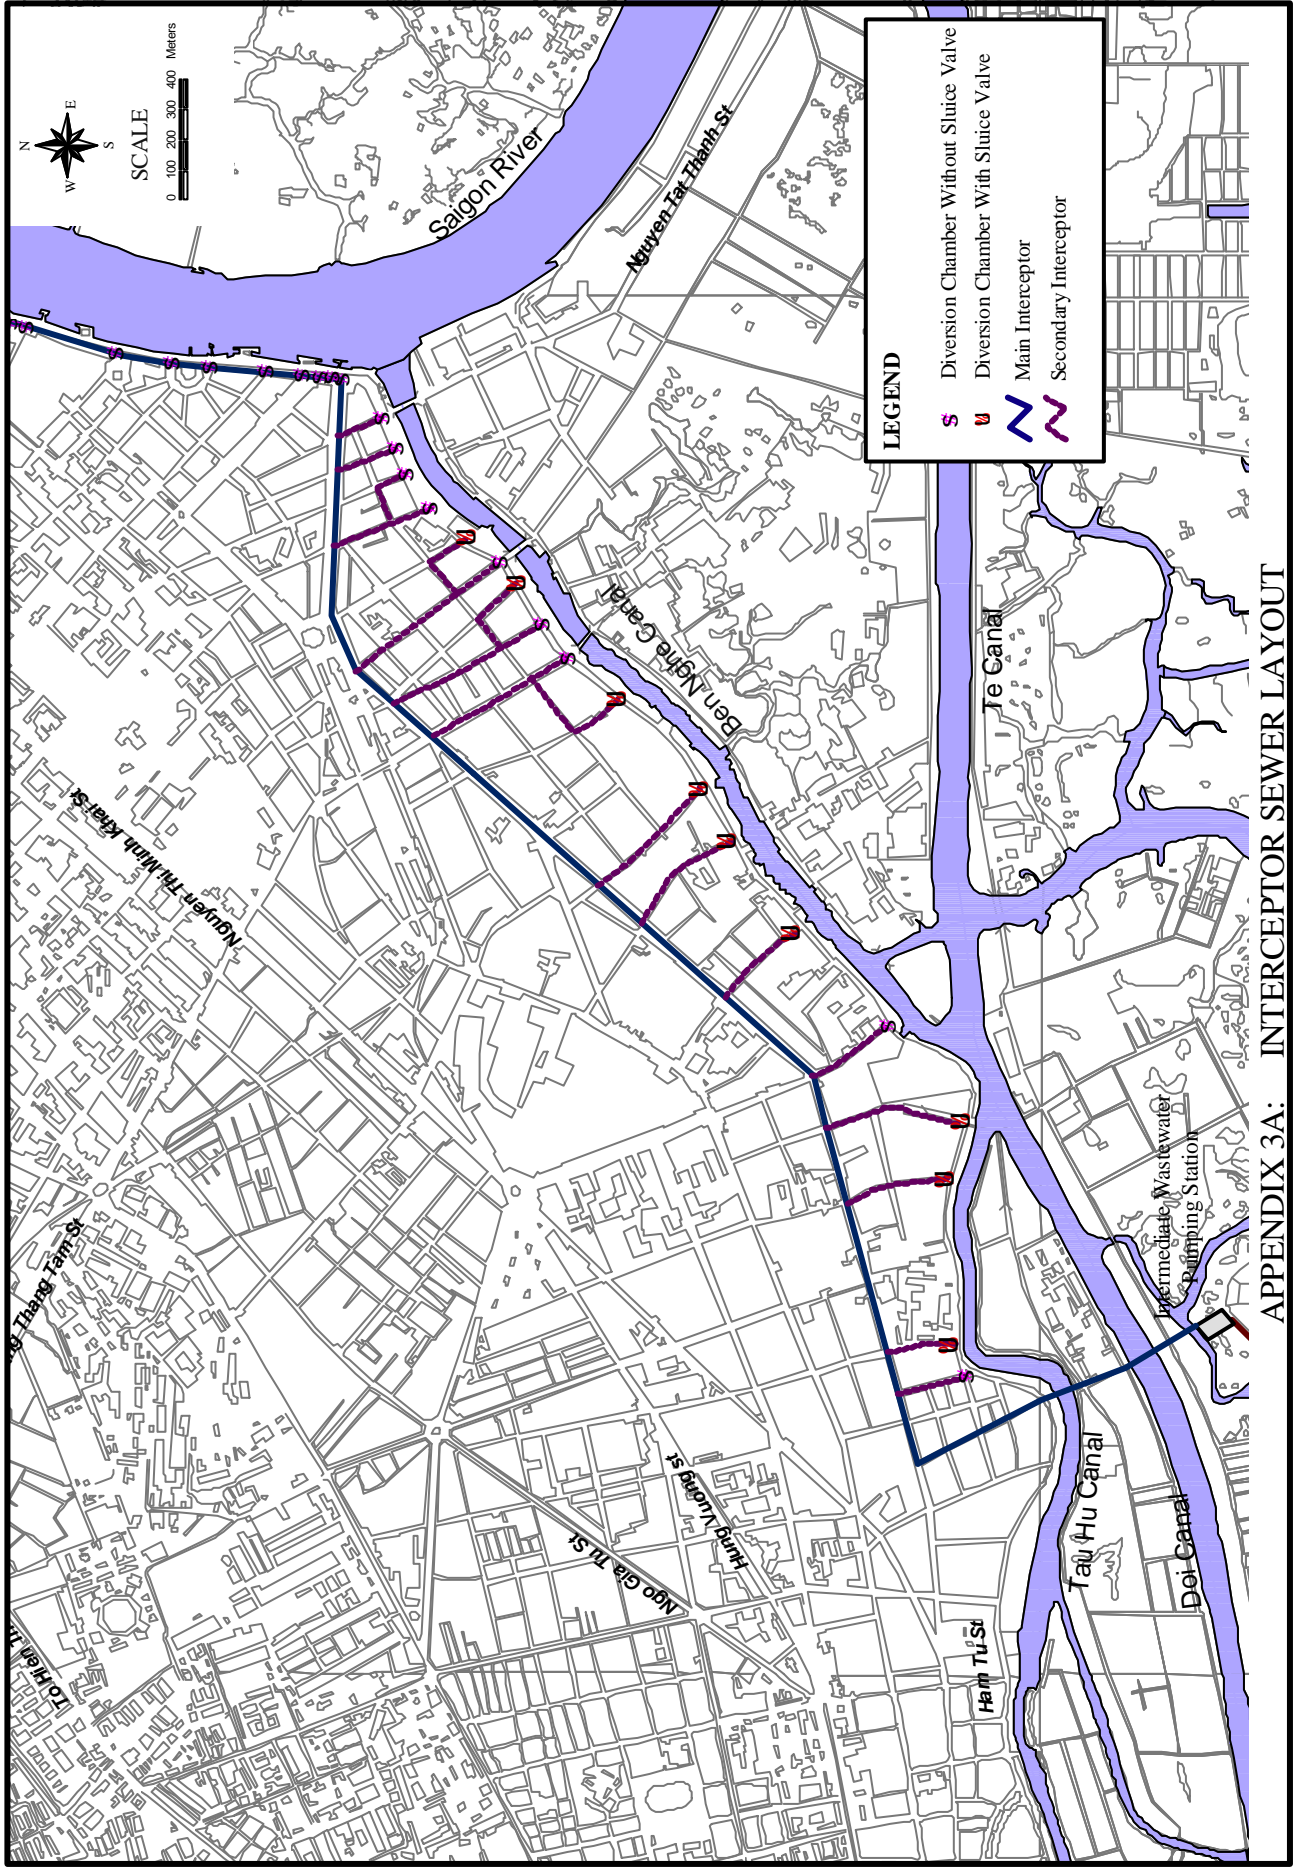 N
W
E
S
SCALE
0 100 200 300 400 Meters
Saigon River
Nguyen Tat Thanh St
Ben Nghe Canal
Te Canal
Nguyen Thi Minh Khai St
ng Thang Tam St
To Hien
Ngo Gia Tu St
Hung Vuong st
Ham Tu St
Tau Hu Canal
Doi Canal
Intermediate Wastewater
Pumping Station
LEGEND
Diversion Chamber Without Sluice Valve
Diversion Chamber With Sluice Valve
Main Interceptor
Secondary Interceptor
APPENDIX 3A: INTERCEPTOR SEWER LAYOUT